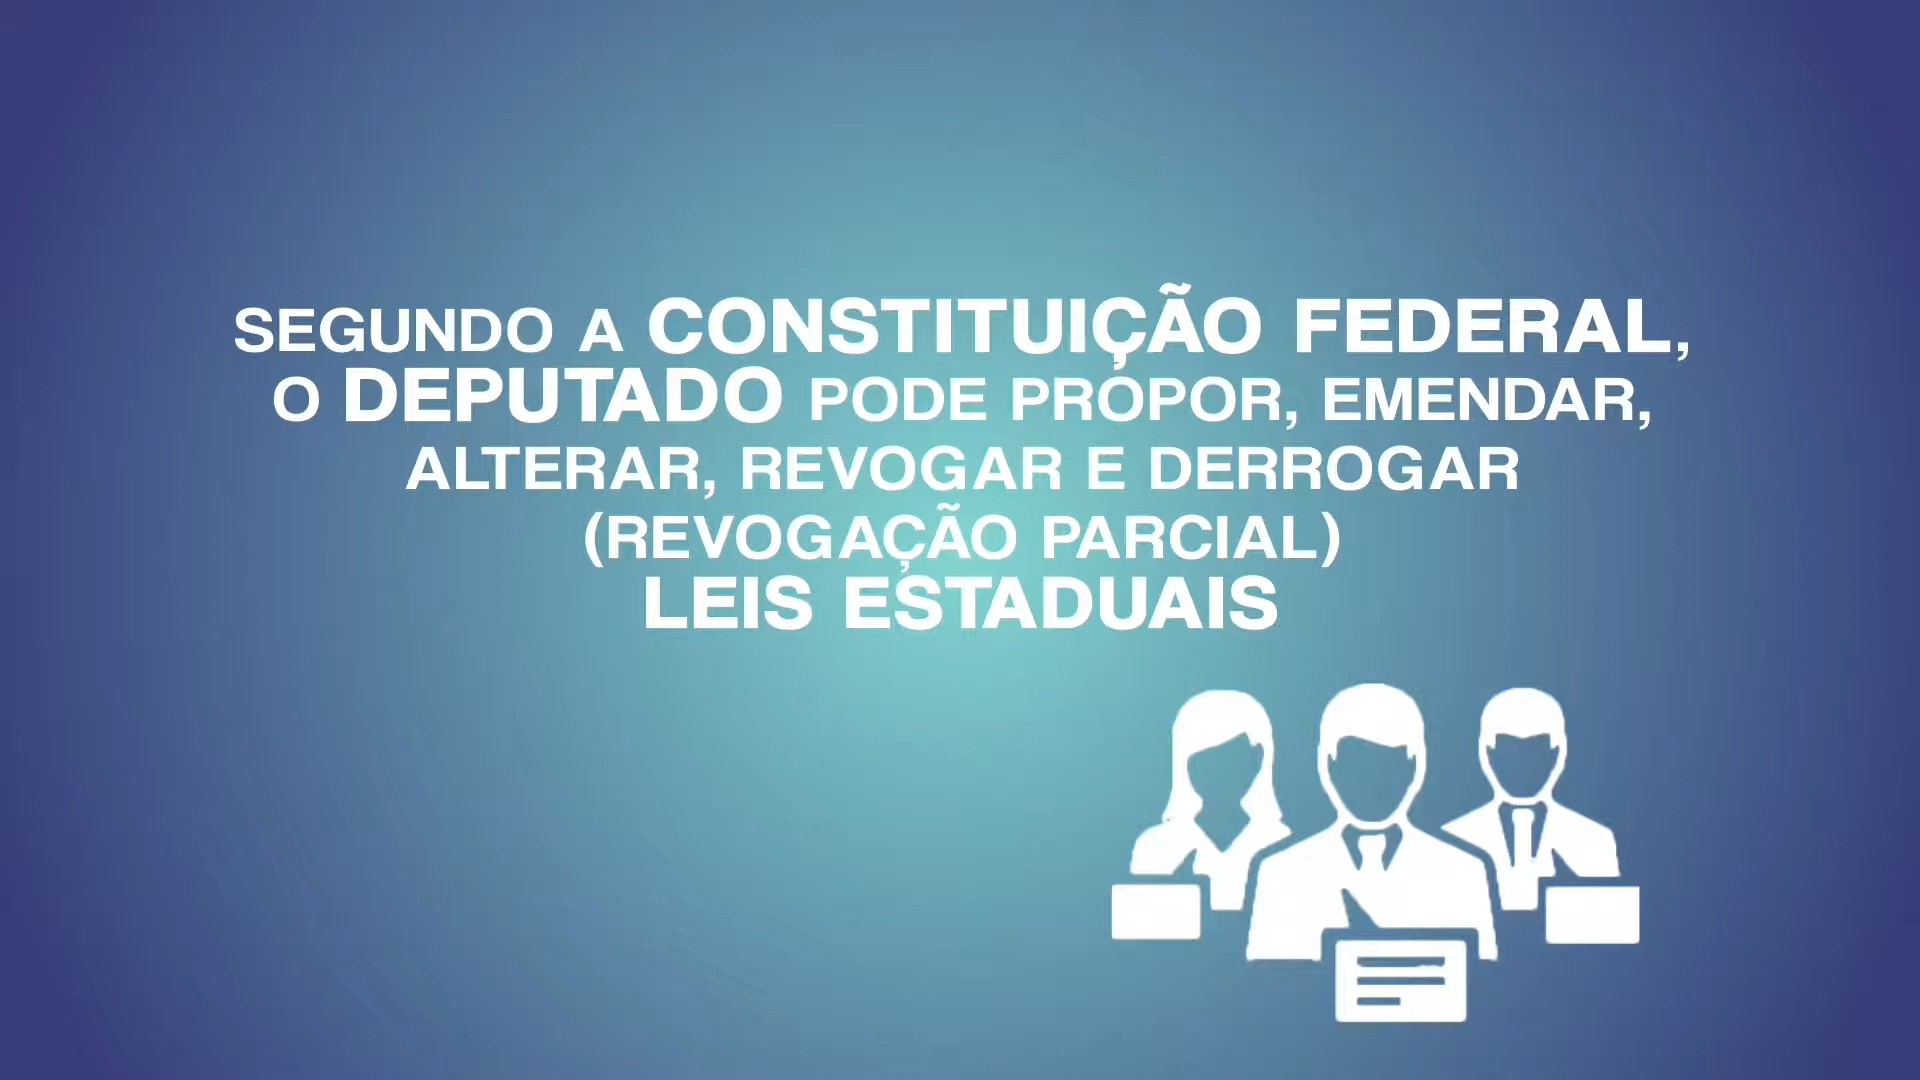 SEGUNDO A CONSTITUIÇÃO FEDERAL,
O DEPUTADO PODE PROPOR, EMENDAR,
ALTERAR, REVOGAR E DERROGAR
(REVOGAÇÃO PARCIAL)
LEIS ESTADUAIS